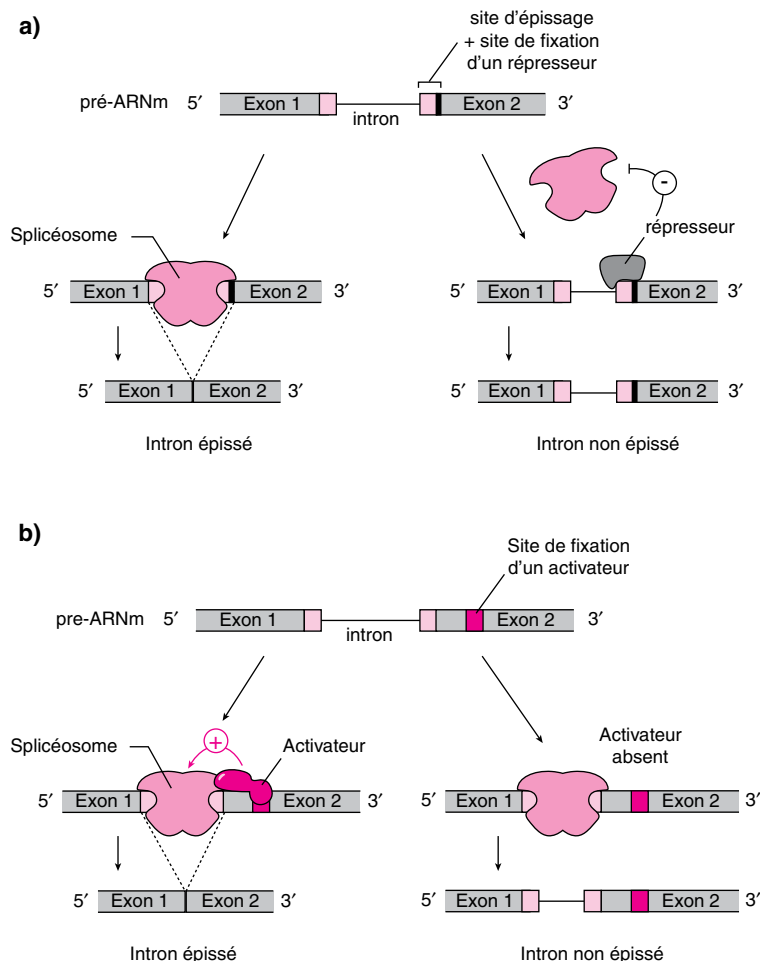 a)
site d'épissage
+ site de fixation
d'un répresseur
pré-ARNm 5′ Exon 1 Exon 2 3′
intron
-
Spliceosome
répresseur
5′ Exon 1 Exon 2 3′
5′ Exon 1 Exon 2 3′
5′ Exon 1 Exon 2 3′
5′ Exon 1 Exon 2 3′
Intron épissé
Intron non épissé
b)
Site de fixation
d'un activateur
pre-ARNm 5′ Exon 1 Exon 2 3′
intron
+
Spliceosome
Activateur
Activateur
absent
5′ Exon 1 Exon 2 3′
5′ Exon 1 Exon 2 3′
5′ Exon 1 Exon 2 3′
5′ Exon 1 Exon 2 3′
Intron épissé
Intron non épissé